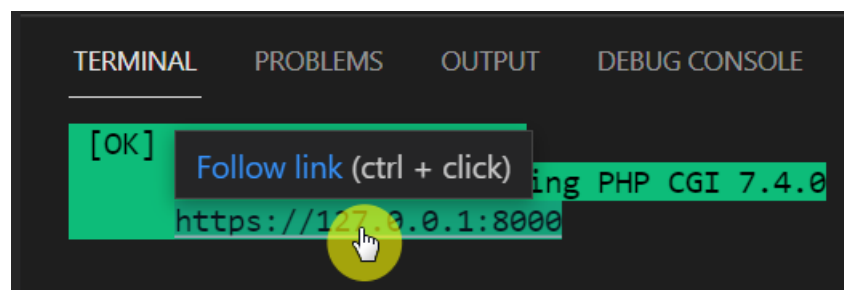 TERMINAL PROBLEMS OUTPUT DEBUG CONSOLE
[OK]
Follow link (ctrl + click)
ing PHP CGI 7.4.0
https://127.0.0.1:8000